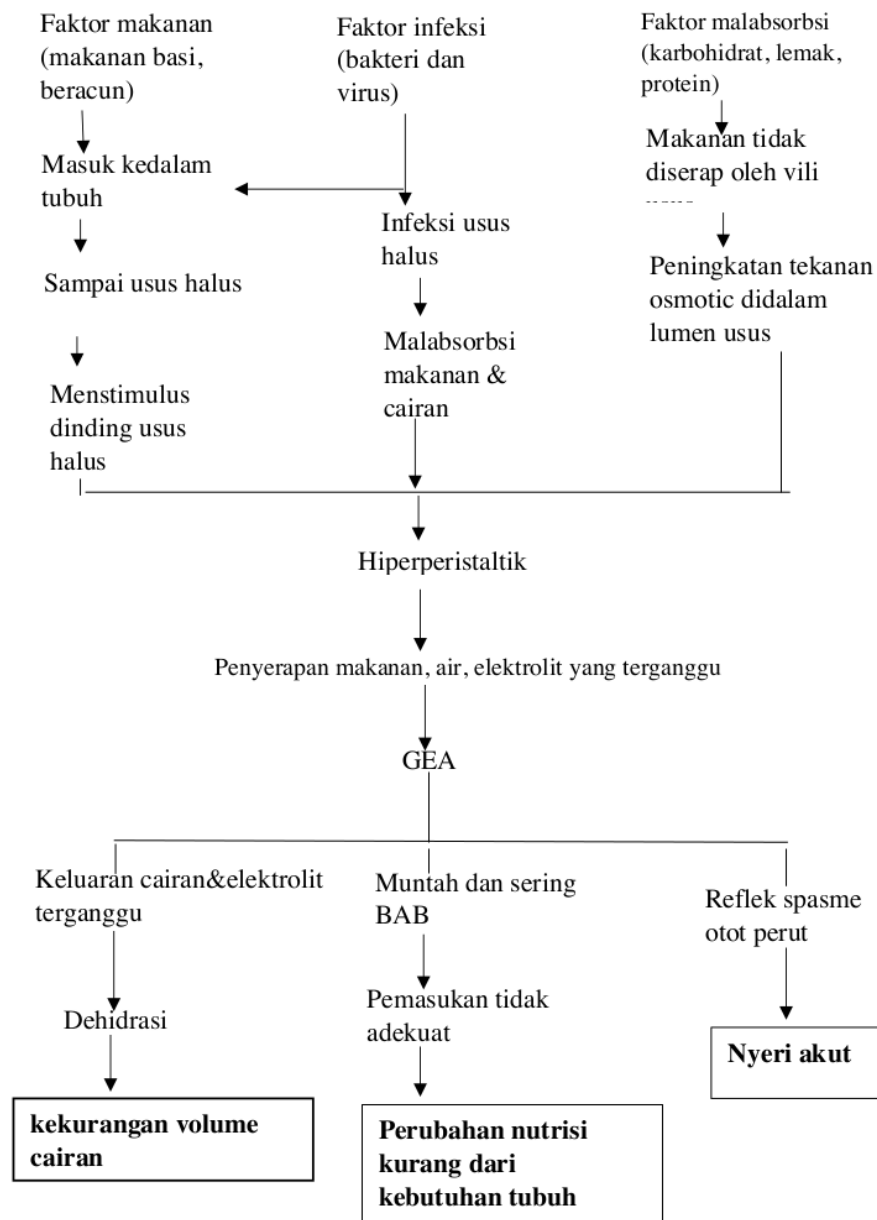 Faktor makanan
(makanan basi,
beracun)
Faktor infeksi
(bakteri dan
virus)
Faktor malabsorbsi
(karbohidrat, lemak,
protein)
Masuk kedalam
tubuh
Infeksi usus
halus
Makanan tidak
diserap oleh vili
Sampai usus halus
Malabsorbsi
makanan &
cairan
Peningkatan tekanan
osmotic didalam
lumen usus
Menstimulus
dinding usus
halus
Hiperperistaltik
Penyerapan makanan, air, elektrolit yang terganggu
GEA
Keluaran cairan&elektrolit
terganggu
Muntah dan sering
BAB
Reflek spasme
otot perut
Dehidrasi
Pemasukan tidak
adekuat
Nyeri akut
kekurangan volume
cairan
Perubahan nutrisi
kurang dari
kebutuhan tubuh